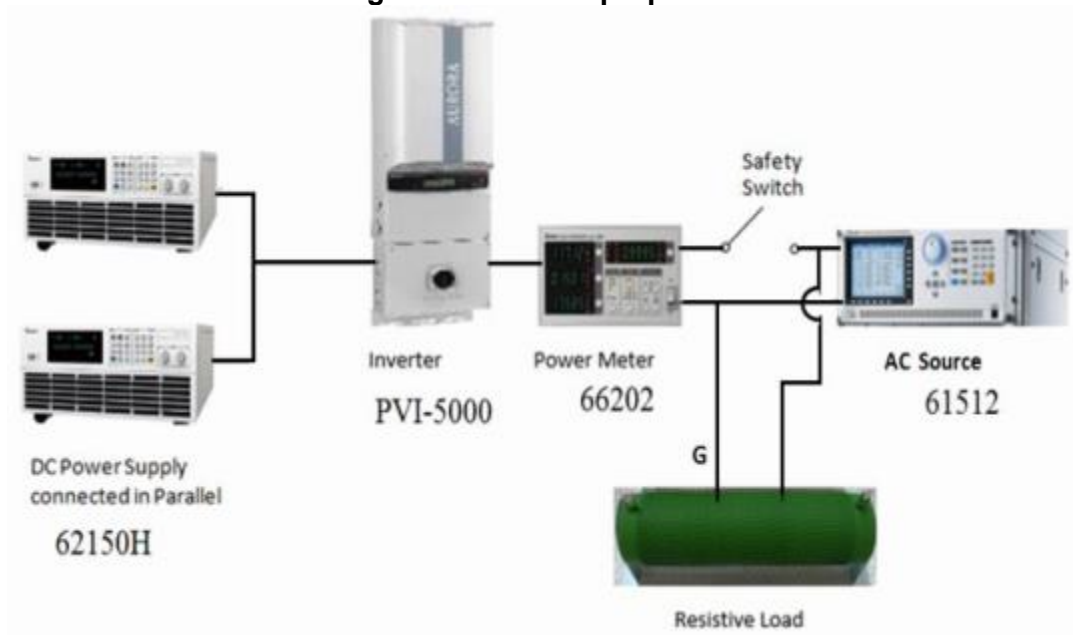 AURORA
Safety
Switch
Inverter
PVI-5000
Power Meter
66202
AC Source
61512
G
DC Power Supply
connected in Parallel
62150H
Resistive Load